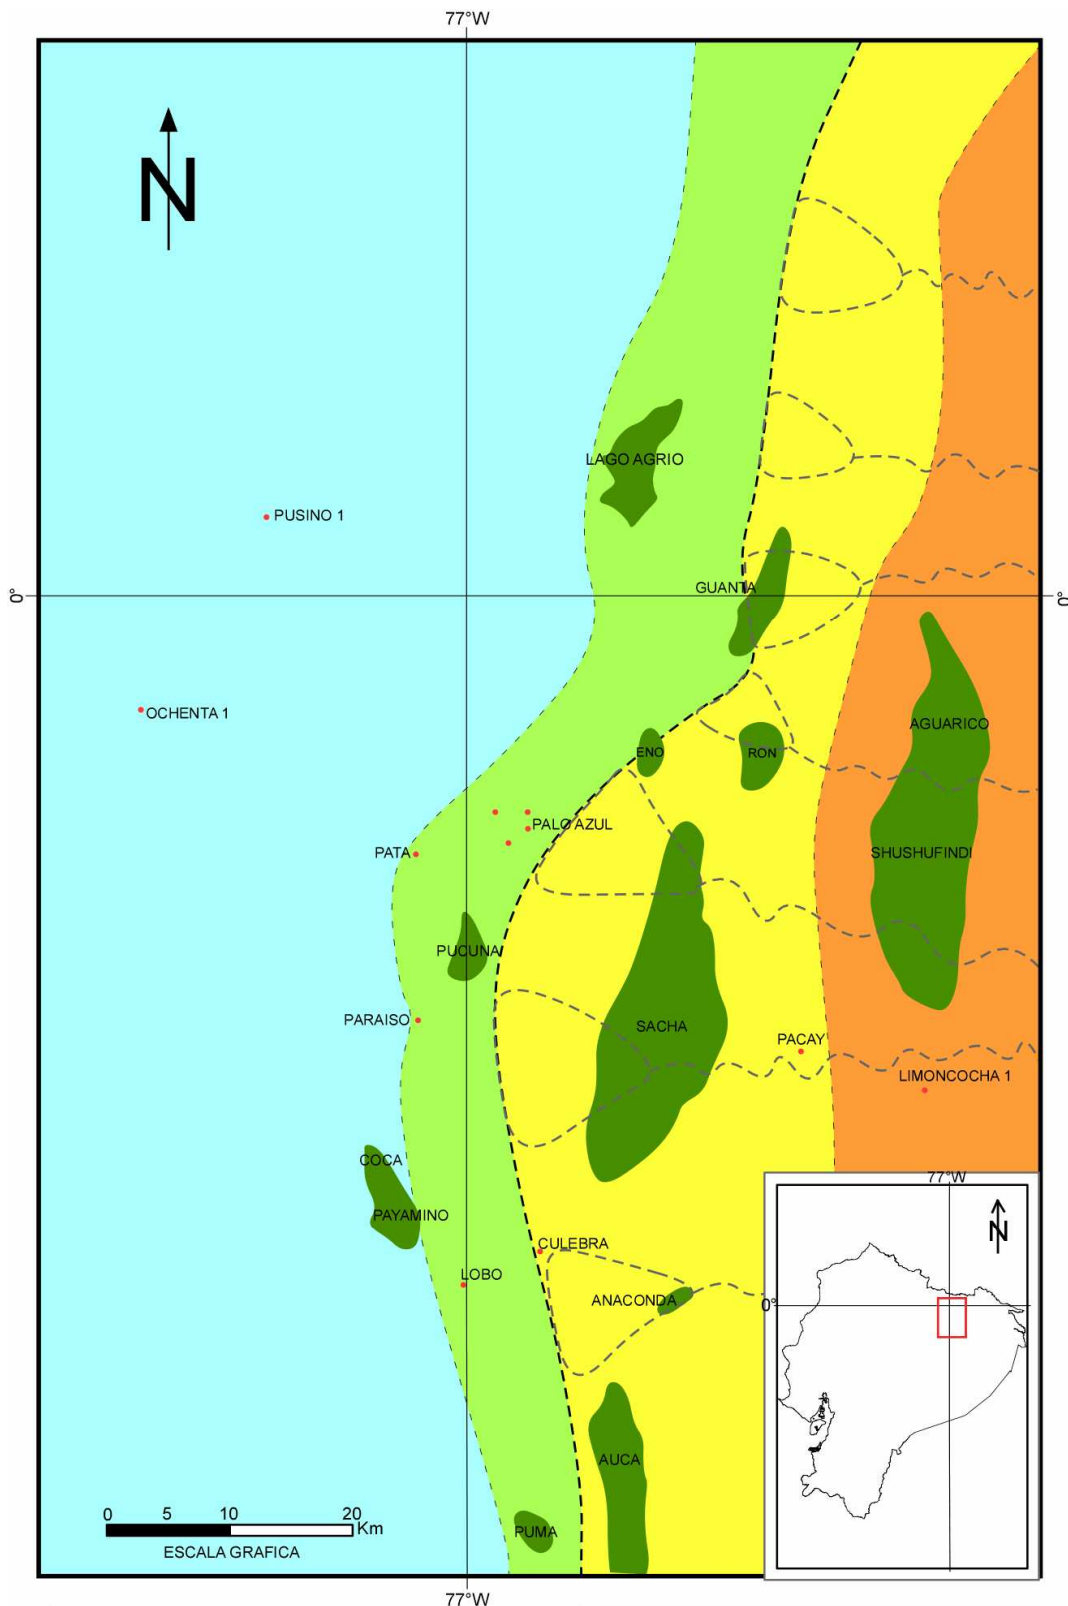 77°W
N
LAGO AGRIO
PUSINO 1
GUANTA
0°
0°
OCHENTA 1
AGUARICO
ENO
RON
PALO AZUL
PATA
SHUSHUFINDI
PUCUNA
PARAISO
SACHA
PACAY
LIMONCOCHA 1
COCA
PAYAMINO
77°W
N
CULEBRA
LOBO
ANACONDA
0°
AUCA
0 5 10 20
Km
ESCALA GRAFICA
PUMA
77°W